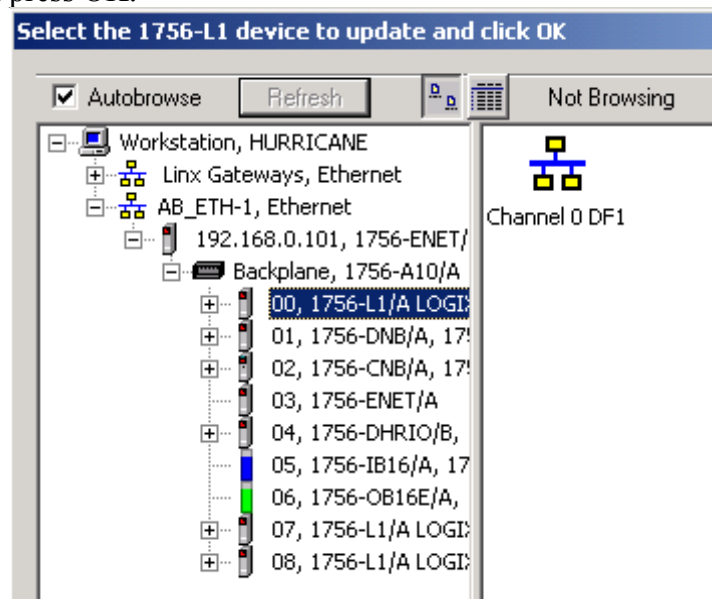 Select the 1756-L1 device to update and click OK
Autobrowse
Refresh
Not Browsing
Workstation, HURRICANE
Linx Gateways, Ethernet
AB_ETH-1, Ethernet
192.168.0.101, 1756-ENET/
Backplane, 1756-A10/A
00, 1756-L1/A LOGI
01, 1756-DNB/A, 17
02, 1756-CNB/A, 17
03, 1756-ENET/A
04, 1756-DHRIO/B,
05, 1756-IB16/A, 17
06, 1756-OB16E/A,
07, 1756-L1/A LOGI
08, 1756-L1/A LOGI
Channel 0 DF1